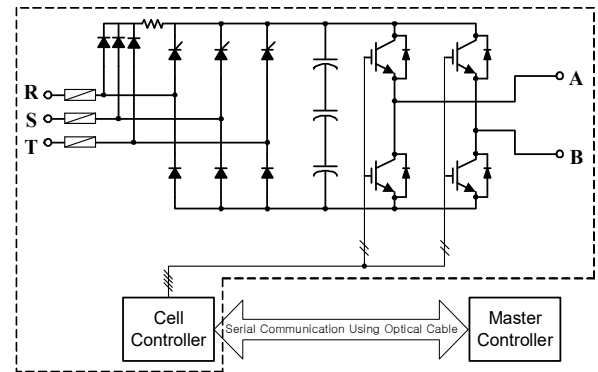 R
S
T
A
B
Cell
Controller
Serial Communication Using Optical Cable
Master
Controller